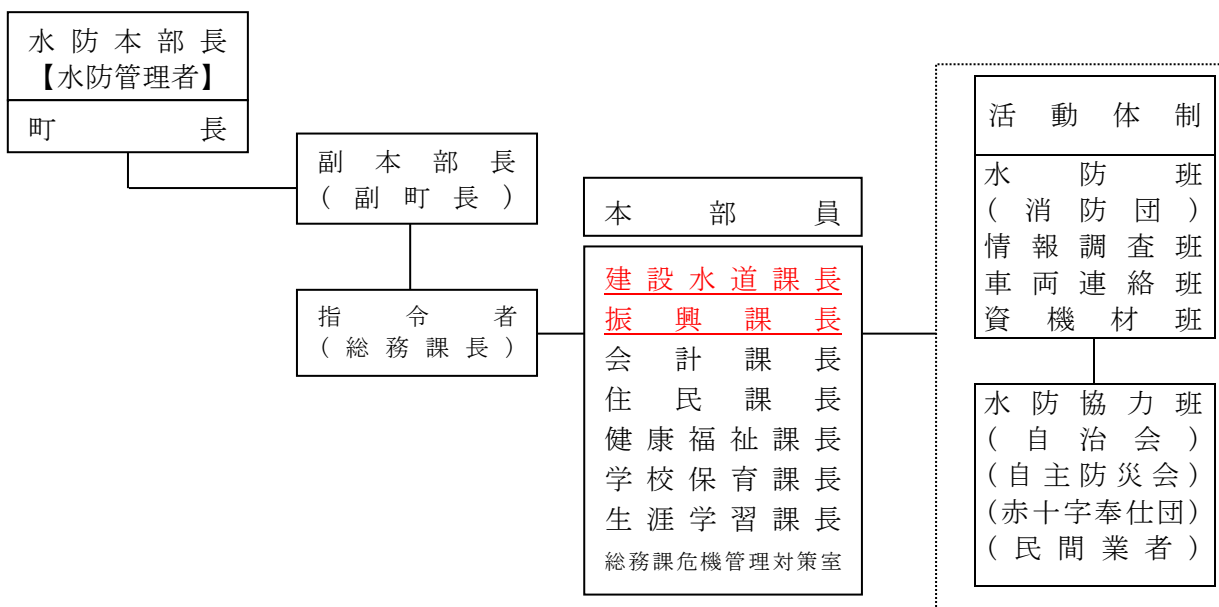 水防本部長
【水防管理者】
町長
副本部長
(副町長)
指令者
(総務課長)
本部員
建設水道課長
振興課長
会計課長
住民課長
健康福祉課長
学校保育課長
生涯学習課長
総務課危機管理対策室
活動体制
水防班
(消防団)
情報調査班
車両連絡班
資機材班
水防協力班
(自治会)
(自主防災会)
(赤十字奉仕団)
(民間業者)